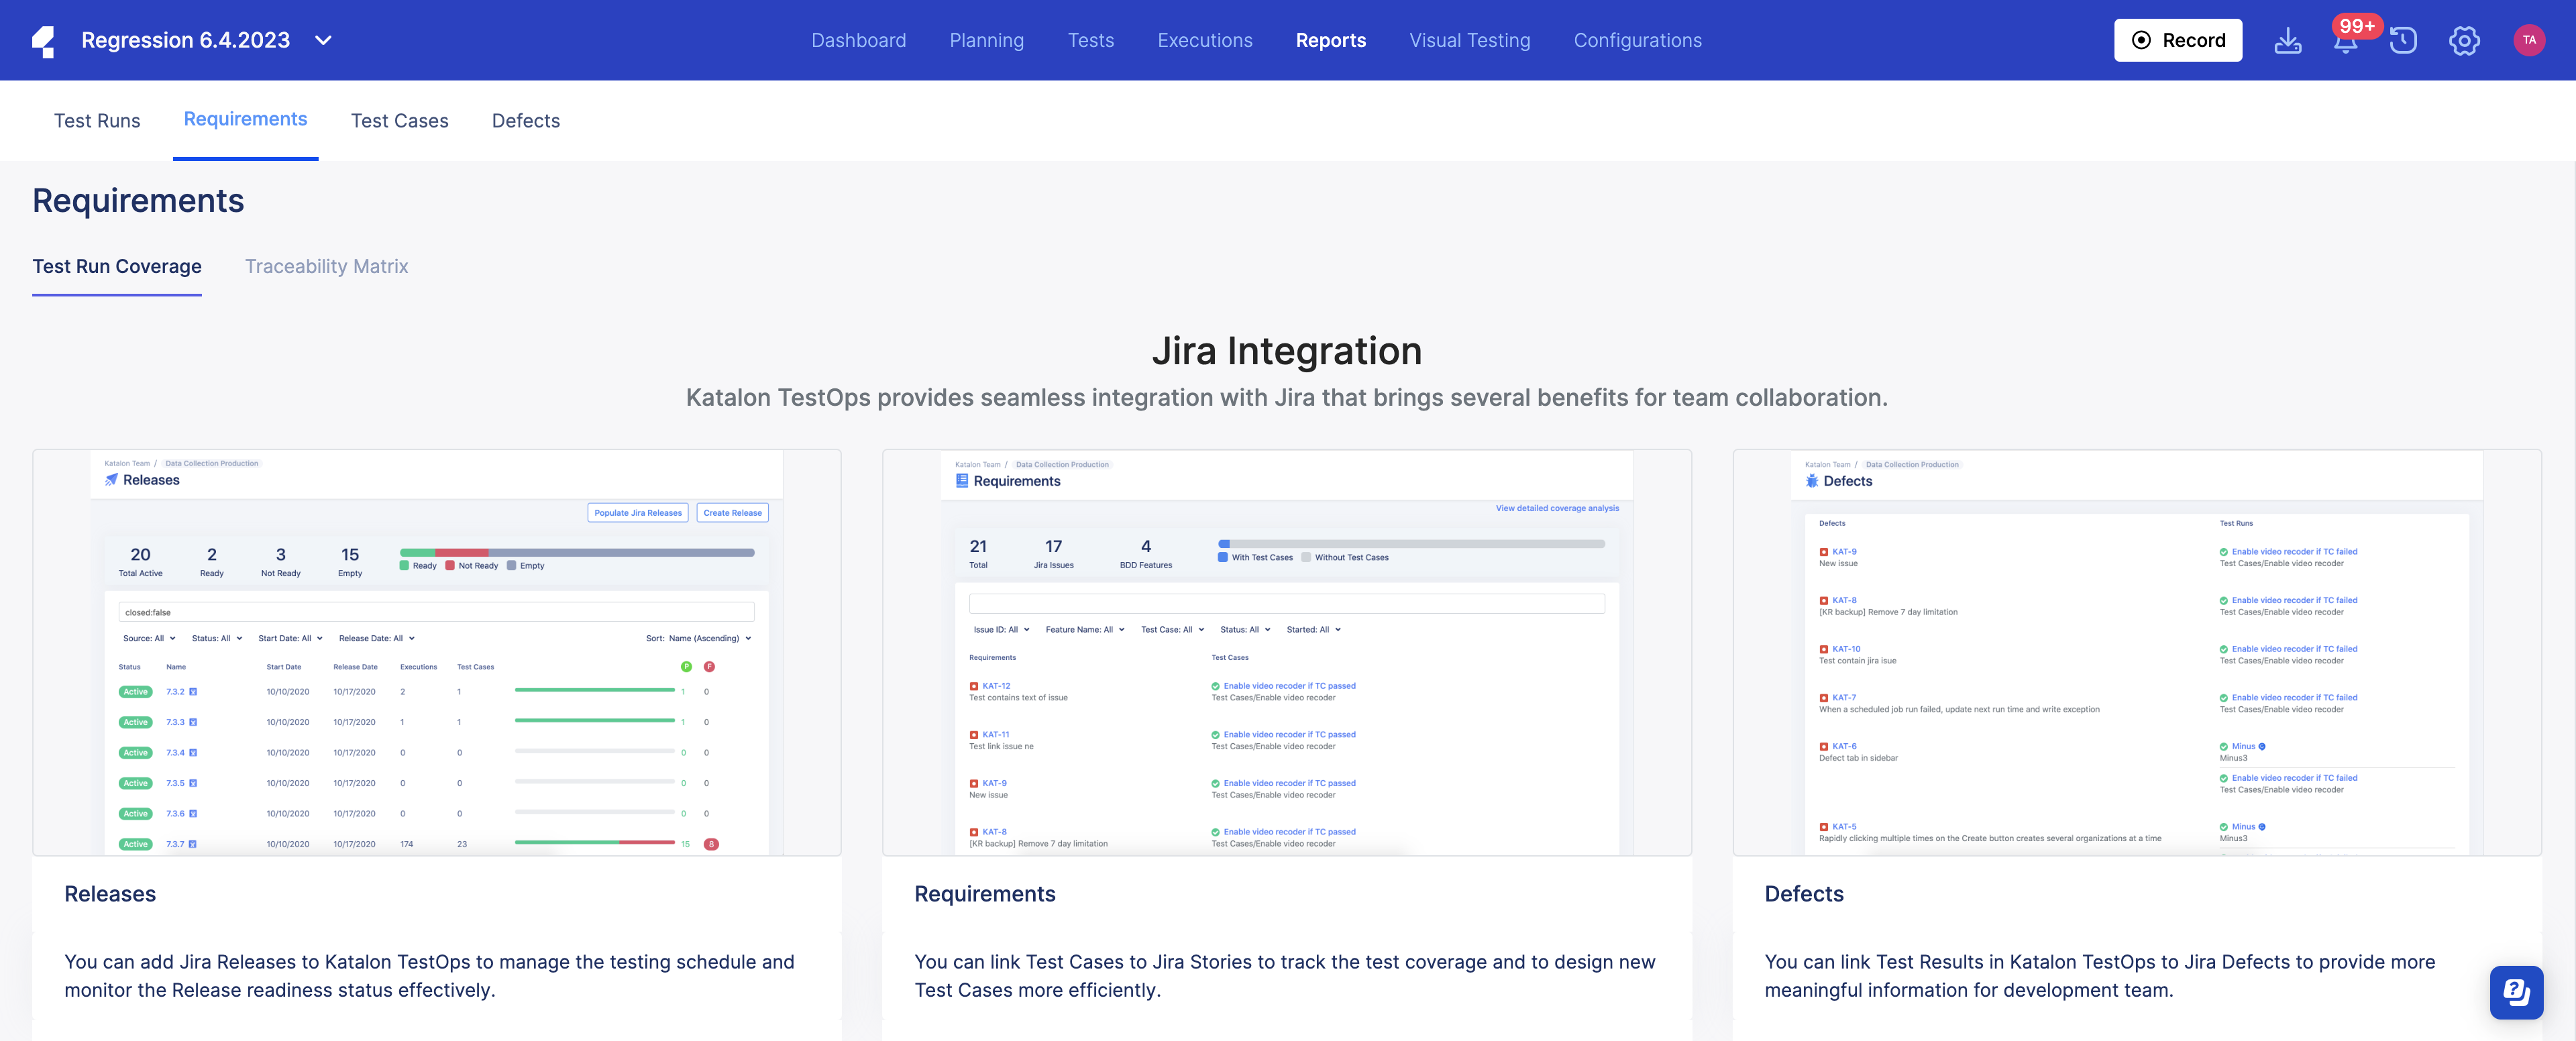 Regression 6.4.2023
Dashboard Planning Tests Executions Reports Visual Testing Configurations
Record
99+
TA
Test Runs Requirements Test Cases Defects
Requirements
Test Run Coverage Traceability Matrix
Jira Integration
Katalon TestOps provides seamless integration with Jira that brings several benefits for team collaboration.
Katalon Team / Data Collection Production
Releases
Populate Jira Releases Create Release
20 2 3 15
Total Active Ready Not Ready Empty
Ready Not Ready Empty
closed:false
Source: All Status: All Start Date: All Release Date: All Sort: Name (Ascending)
Status Name Start Date Release Date Executions Test Cases P F
Active 7.3.2 10/10/2020 10/17/2020 2 1 1 0
Active 7.3.3 10/10/2020 10/17/2020 1 1 1 0
Active 7.3.4 10/10/2020 10/17/2020 0 0 0 0
Active 7.3.5 10/10/2020 10/17/2020 0 0 0 0
Active 7.3.6 10/10/2020 10/17/2020 0 0 0 0
Active 7.3.7 10/10/2020 10/17/2020 174 23 15 8
Releases
You can add Jira Releases to Katalon TestOps to manage the testing schedule and
monitor the Release readiness status effectively.
Katalon Team / Data Collection Production
Requirements
View detailed coverage analysis
21 17 4
Total Jira Issues BDD Features
With Test Cases Without Test Cases
Issue ID: All Feature Name: All Test Case: All Status: All Started: All
Requirements Test Cases
KAT-12 Enable video recoder if TC passed
Test contains text of issue Test Cases/Enable video recoder
KAT-11 Enable video recoder if TC passed
Test link issue ne Test Cases/Enable video recoder
KAT-9 Enable video recoder if TC passed
New issue Test Cases/Enable video recoder
KAT-8 Enable video recoder if TC passed
[KR backup] Remove 7 day limitation Test Cases/Enable video recoder
Requirements
You can link Test Cases to Jira Stories to track the test coverage and to design new
Test Cases more efficiently.
Katalon Team / Data Collection Production
Defects
Defects Test Runs
KAT-9 Enable video recoder if TC failed
New issue Test Cases/Enable video recoder
KAT-8 Enable video recoder if TC failed
[KR backup] Remove 7 day limitation Test Cases/Enable video recoder
KAT-10 Enable video recoder if TC failed
Test contain jira isue Test Cases/Enable video recoder
KAT-7 Enable video recoder if TC failed
When a scheduled job run failed, update next run time and write exception Test Cases/Enable video recoder
KAT-6 Minus
Defect tab in sidebar Minus3
Enable video recoder if TC failed
Test Cases/Enable video recoder
KAT-5 Minus
Rapidly clicking multiple times on the Create button creates several organizations at a time Minus3
Defects
You can link Test Results in Katalon TestOps to Jira Defects to provide more
meaningful information for development team.